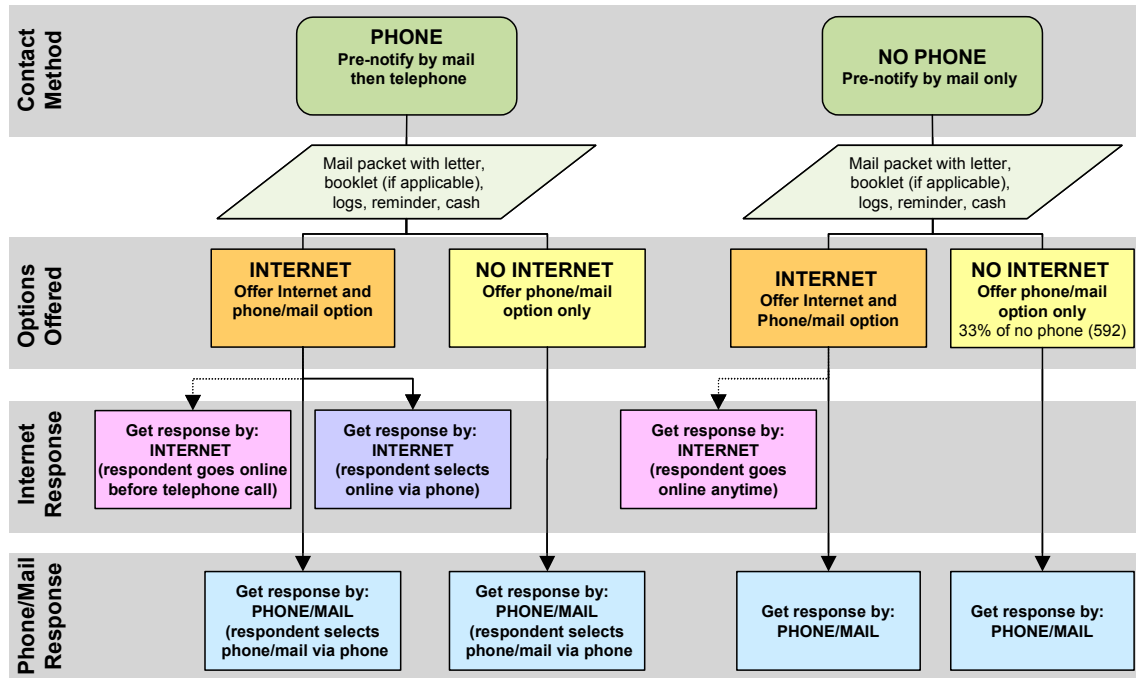 Contact
Method
PHONE
Pre-notify by mail
then telephone
NO PHONE
Pre-notify by mail only
Mail packet with letter,
booklet (if applicable),
logs, reminder, cash
Mail packet with letter,
booklet (if applicable),
logs, reminder, cash
Options
Offered
INTERNET
Offer Internet and
phone/mail option
NO INTERNET
Offer phone/mail
option only
INTERNET
Offer Internet and
Phone/mail option
NO INTERNET
Offer phone/mail
option only
33% of no phone (592)
Internet
Response
Get response by:
INTERNET
(respondent goes online
before telephone call)
Get response by:
INTERNET
(respondent selects
online via phone)
Get response by:
INTERNET
(respondent goes
online anytime)
Phone/Mail
Response
Get response by:
PHONE/MAIL
(respondent selects
phone/mail via phone
Get response by:
PHONE/MAIL
(respondent selects
phone/mail via phone
Get response by:
PHONE/MAIL
Get response by:
PHONE/MAIL